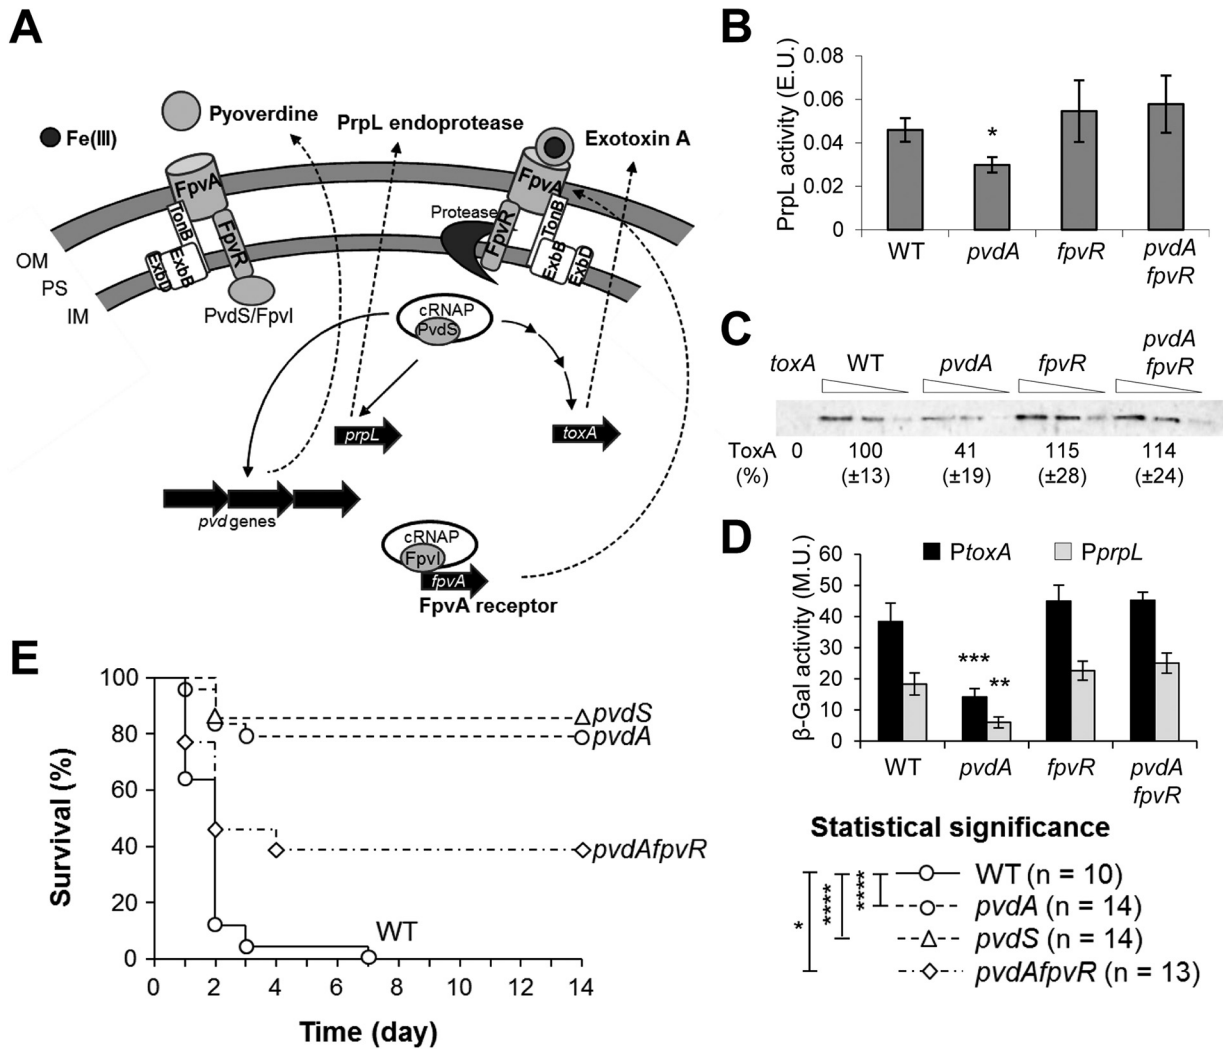 A
Pyoverdine
PrpL endoprotease
Exotoxin A
Fe(III)
FpvA
TonB
FpvR
ExbB
ExbD
PvdS/FpvI
OM
PS
IM
Protease
FpvA
FpvR
TonB
ExbB
ExbD
cRNAP
PvdS
prpL
toxA
pvd genes
cRNAP
FpvI
fpvA
FpvA receptor
B
PrpL activity (E.U.)
0.08
0.06
0.04
0.02
0
*
WT
pvdA
fpvR
pvdA
fpvR
C
toxA
WT
pvdA
fpvR
pvdA
fpvR
ToxA 0 100 41 115 114
(%) (±13) (±19) (±28) (±24)
D
β-Gal activity (M.U.)
PtoxA
PprpL
60
50
40
30
20
10
0
***
**
WT
pvdA
fpvR
pvdA
fpvR
E
Survival (%)
100
80
60
40
20
0
pvdS
pvdA
pvdAfpvR
WT
0 2 4 6 8 10 12 14
Time (day)
Statistical significance
*
****
****
WT (n = 10)
pvdA (n = 14)
pvdS (n = 14)
pvdAfpvR (n = 13)